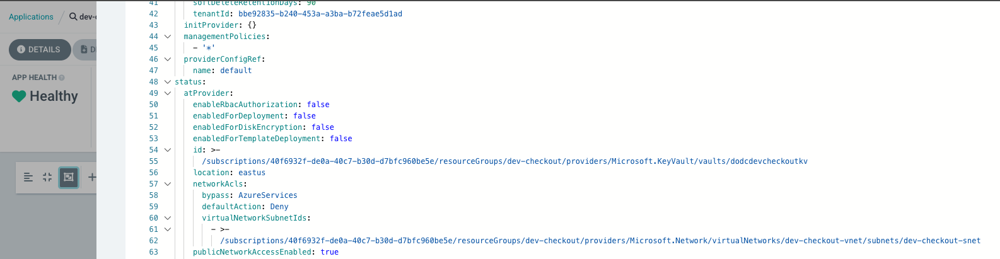 Applications / dev-c
DETAILS D
APP HEALTH
Healthy
41 softDeleteRetentionDays: 90
42 tenantId: bbe92835-b240-453a-a3ba-b72feae5d1ad
43 initProvider: {}
44 managementPolicies:
45 - '*'
46 providerConfigRef:
47 name: default
48 status:
49 atProvider:
50 enableRbacAuthorization: false
51 enabledForDeployment: false
52 enabledForDiskEncryption: false
53 enabledForTemplateDeployment: false
54 id: >-
55 /subscriptions/40f6932f-de0a-40c7-b30d-d7bfc960be5e/resourceGroups/dev-checkout/providers/Microsoft.KeyVault/vaults/dodcdevcheckoutkv
56 location: eastus
57 networkAcls:
58 bypass: AzureServices
59 defaultAction: Deny
60 virtualNetworkSubnetIds:
61 - >-
62 /subscriptions/40f6932f-de0a-40c7-b30d-d7bfc960be5e/resourceGroups/dev-checkout/providers/Microsoft.Network/virtualNetworks/dev-checkout-vnet/subnets/dev-checkout-snet
63 publicNetworkAccessEnabled: true